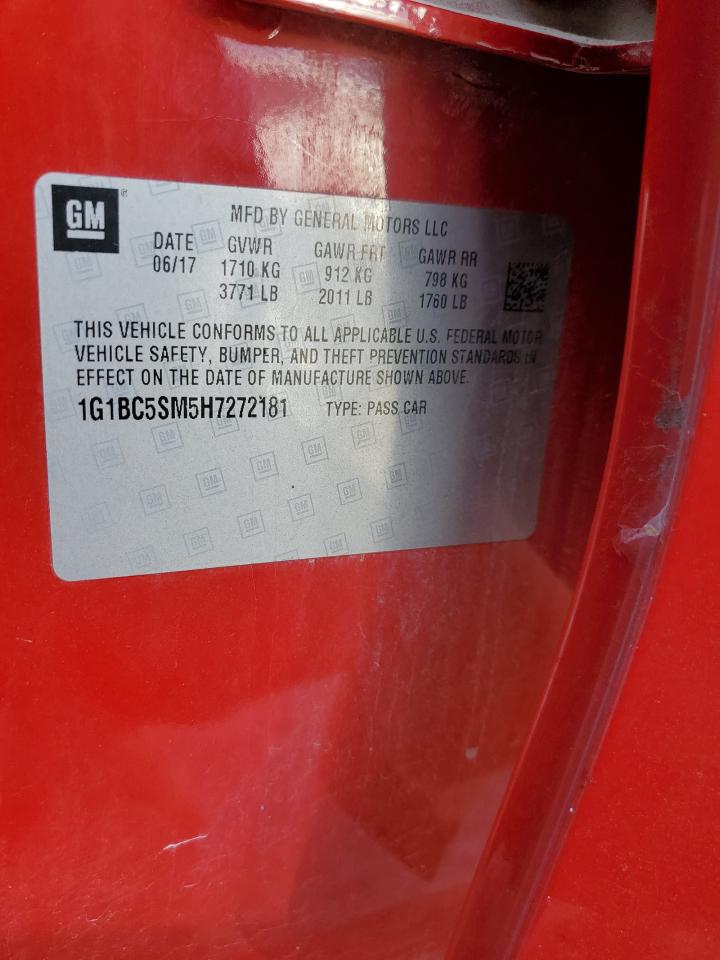 GM
MFD BY GENERAL MOTORS LLC
DATE GVWR GAWR FRT GAWR RR
06/17 1710 KG 912 KG 798 KG
3771 LB 2011 LB 1760 LB
THIS VEHICLE CONFORMS TO ALL APPLICABLE U.S. FEDERAL MOTOR
VEHICLE SAFETY, BUMPER, AND THEFT PREVENTION STANDARDS IN
EFFECT ON THE DATE OF MANUFACTURE SHOWN ABOVE.
1G1BC5SM5H7272181 TYPE: PASS CAR